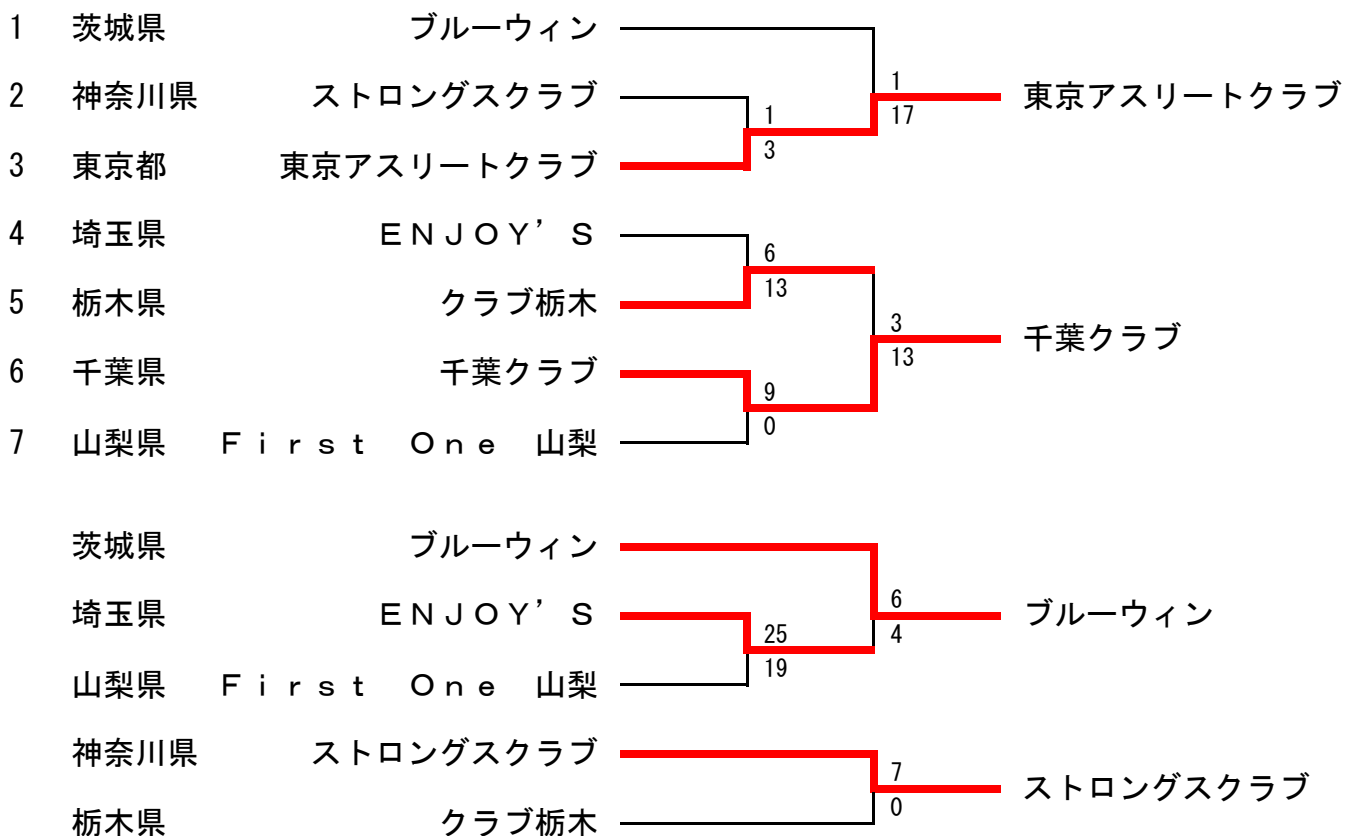 1 茨城県 ブルーウィン
1 東京アスリートクラブ
2 神奈川県 ストロングスクラブ
17
1
3
3 東京都 東京アスリートクラブ
4 埼玉県 ENJOY’S
6
13
5 栃木県 クラブ栃木
3 千葉クラブ
13
6 千葉県 千葉クラブ
9
0
7 山梨県 First One 山梨
茨城県 ブルーウィン
6 ブルーウィン
4
埼玉県 ENJOY’S
25
19
山梨県 First One 山梨
神奈川県 ストロングスクラブ
7 ストロングスクラブ
0
栃木県 クラブ栃木